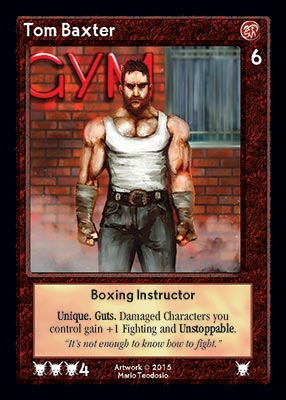 Tom Baxter
6
GYM
Boxing Instructor
Unique. Guts. Damaged Characters you
control gain +1 Fighting and Unstoppable.
"It's not enough to know how to fight."
4
Artwork © 2015
Mario Teodosio